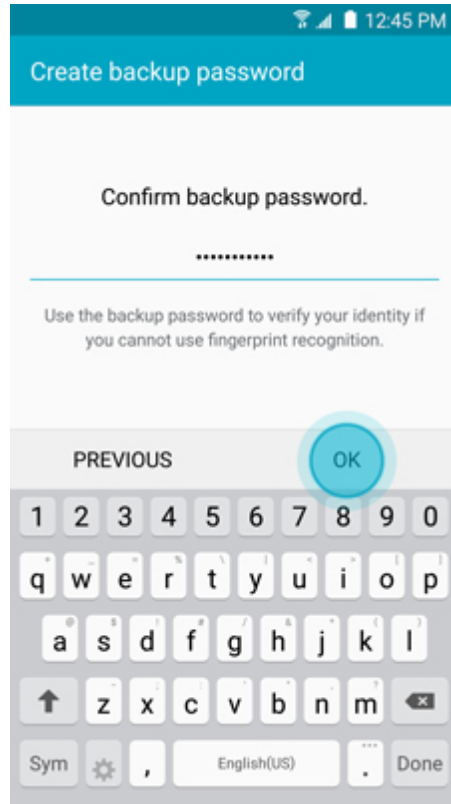 12:45 PM
Create backup password
Confirm backup password.
•••••••••••
Use the backup password to verify your identity if
you cannot use fingerprint recognition.
PREVIOUS OK
1 2 3 4 5 6 7 8 9 0
q w e r t y u i o p
a s d f g h j k l
z x c v b n m
Sym , English(US) . Done